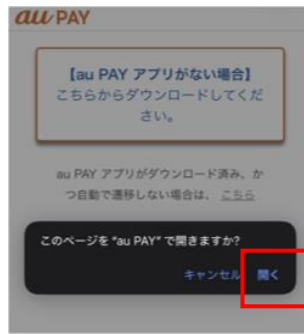 au PAY
【au PAY アプリがない場合】
こちらからダウンロードしてくだ
さい。
au PAY アプリがダウンロード済み、か
つ自動で遷移しない場合は、 こちら
このページを "au PAY" で開きますか?
キャンセル 開く